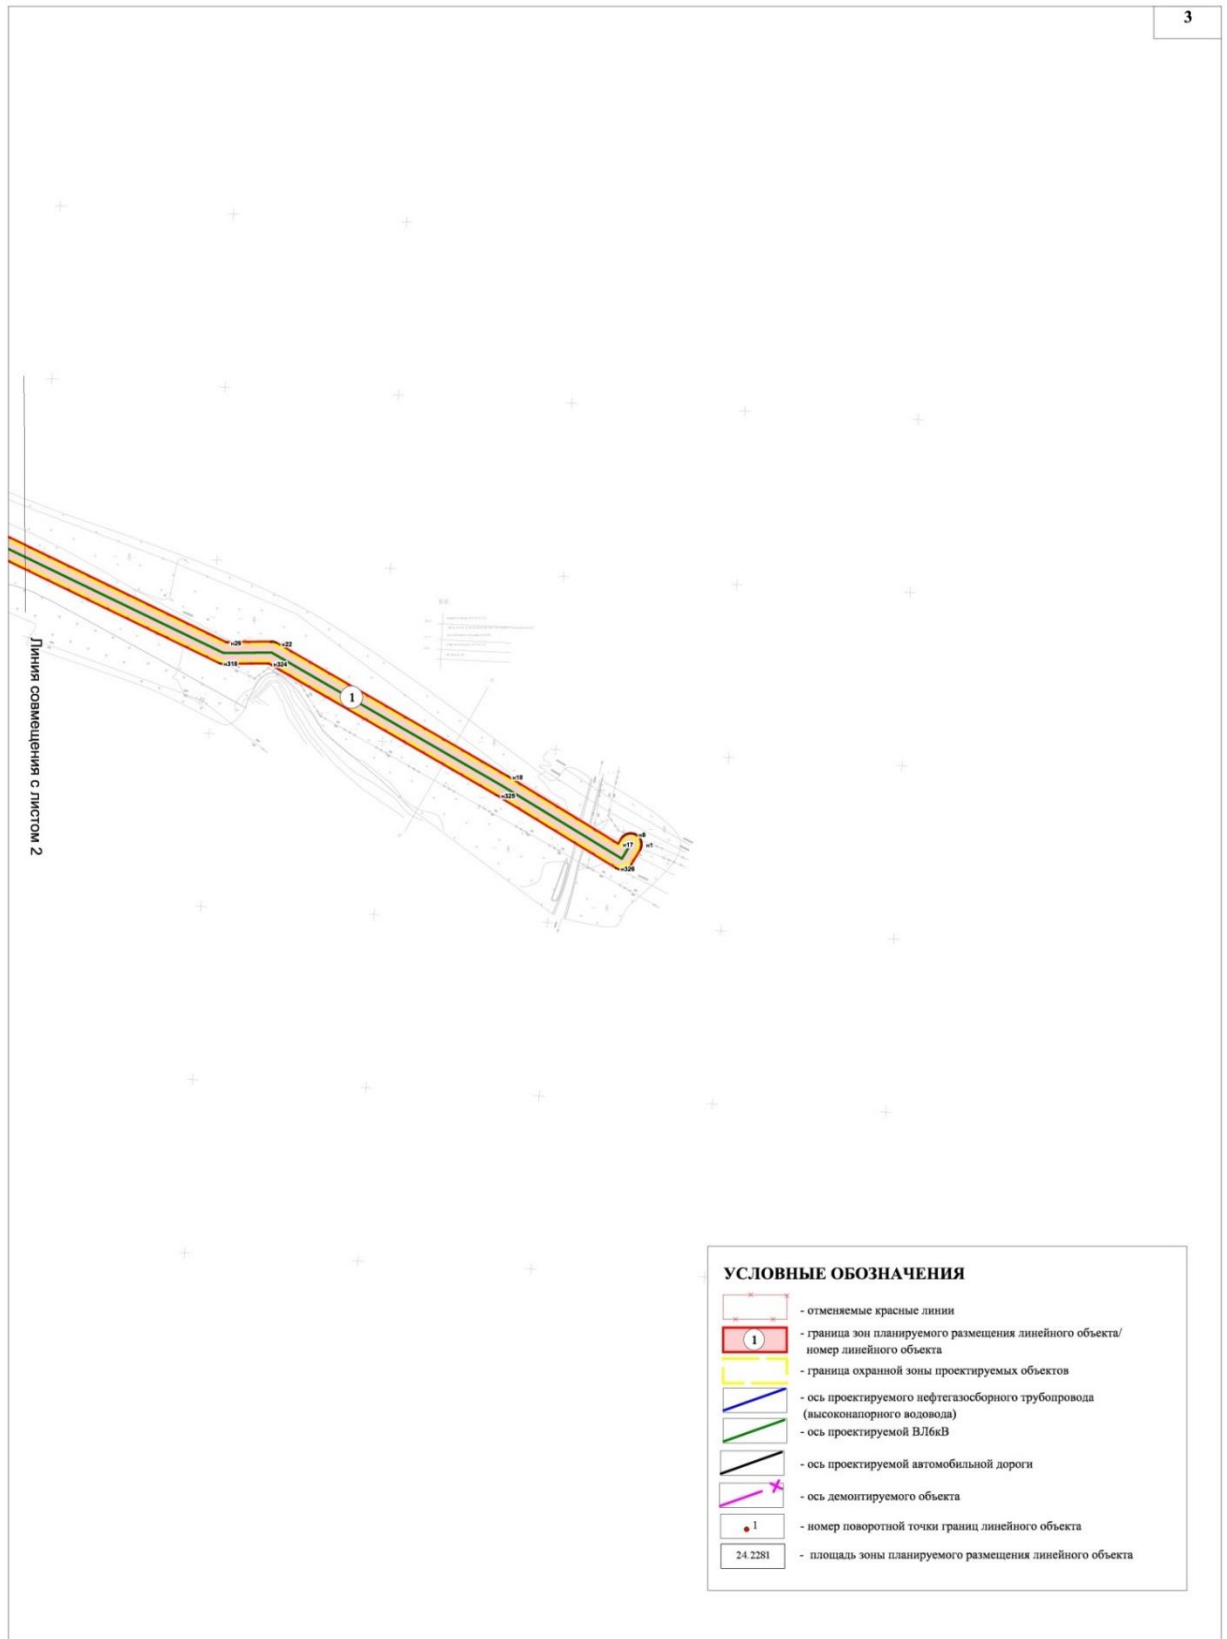 3
н26
н22
н318
н324
1
н18
н325
н6
н17
н1
н326
Линия совмещения с листом 2
УСЛОВНЫЕ ОБОЗНАЧЕНИЯ
- отменяемые красные линии
1
- граница зон планируемого размещения линейного объекта/
номер линейного объекта
- граница охранной зоны проектируемых объектов
- ось проектируемого нефтегазосборного трубопровода
(высоконапорного водовода)
- ось проектируемой ВЛ6кВ
- ось проектируемой автомобильной дороги
- ось демонтируемого объекта
1
- номер поворотной точки границ линейного объекта
24.2281
- площадь зоны планируемого размещения линейного объекта